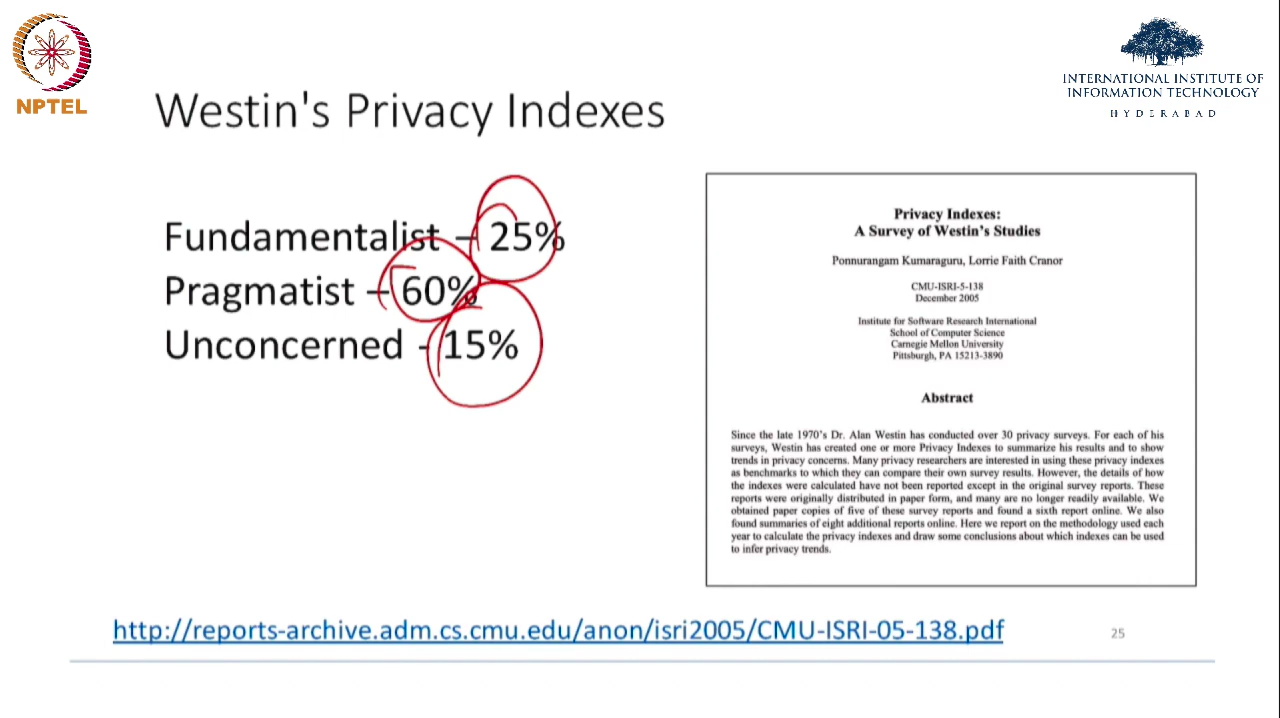 NPTEL
INTERNATIONAL INSTITUTE OF
INFORMATION TECHNOLOGY
HYDERABAD
Westin's Privacy Indexes
Fundamentalist – 25%
Pragmatist – 60%
Unconcerned - 15%
Privacy Indexes:
A Survey of Westin's Studies
Ponnurangam Kumaraguru, Lorrie Faith Cranor
CMU-ISRI-5-138
December 2005
Institute for Software Research International
School of Computer Science
Carnegie Mellon University
Pittsburgh, PA 15213-3890
Abstract
Since the late 1970's Dr. Alan Westin has conducted over 30 privacy surveys. For each of his
surveys, Westin has created one or more Privacy Indexes to summarize his results and to show
trends in privacy concerns. Many privacy researchers are interested in using these privacy indexes
as benchmarks to which they can compare their own survey results. However, the details of how
the indexes were calculated have not been reported except in the original survey reports. These
reports were originally distributed in paper form, and many are no longer readily available. We
obtained paper copies of five of these survey reports and found a sixth report online. We also
found summaries of eight additional reports online. Here we report on the methodology used each
year to calculate the privacy indexes and draw some conclusions about which indexes can be used
to infer privacy trends.
http://reports-archive.adm.cs.cmu.edu/anon/isri2005/CMU-ISRI-05-138.pdf
25